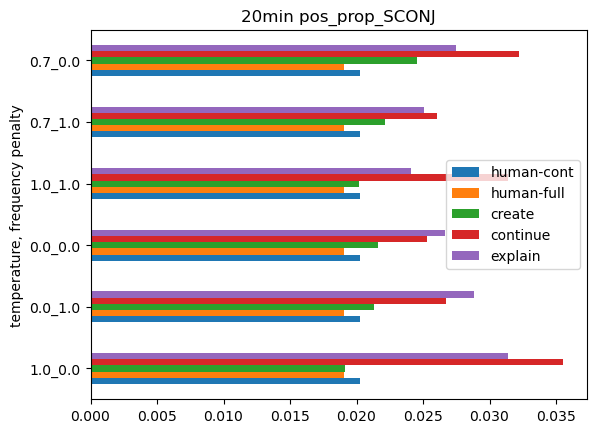 20min pos_prop_SCONJ
temperature, frequency penalty
0.7_0.0
0.7_1.0
1.0_1.0
0.0_0.0
0.0_1.0
1.0_0.0
human-cont
human-full
create
continue
explain
0.000 0.005 0.010 0.015 0.020 0.025 0.030 0.035